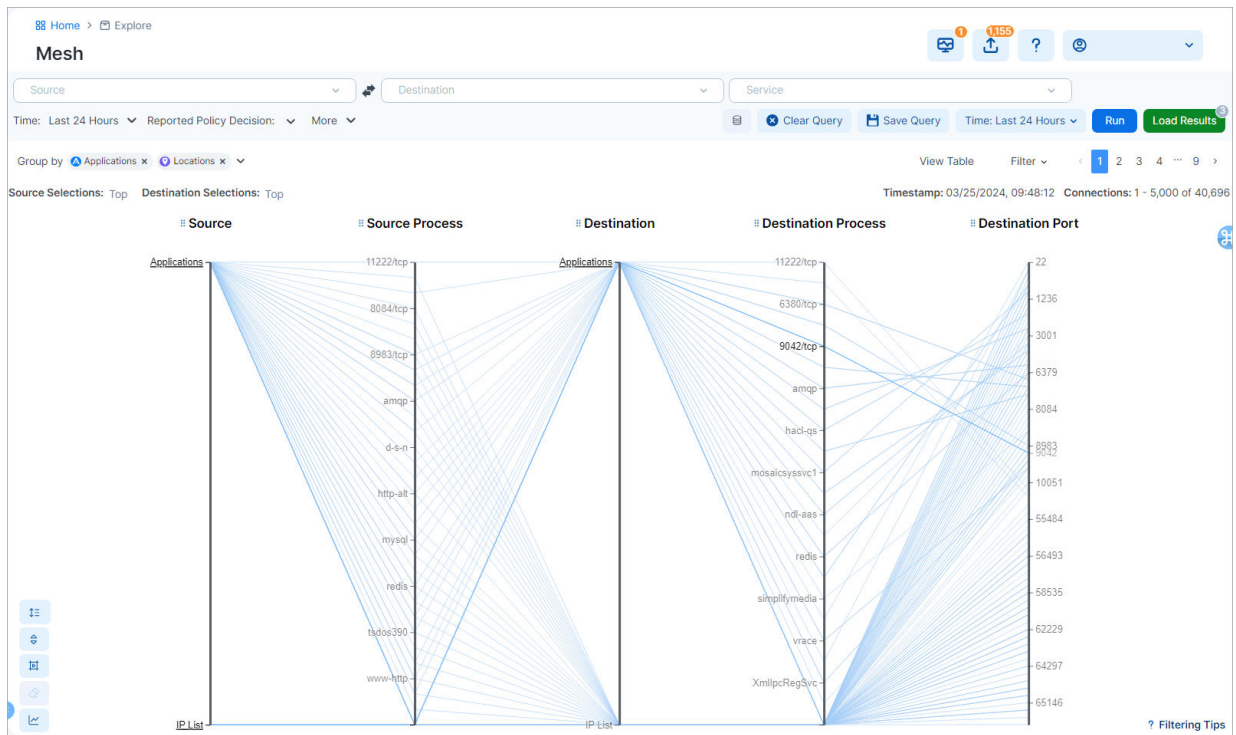 Home > Explore
Mesh
1
1,155
?
Source
Destination
Service
Time: Last 24 Hours Reported Policy Decision: More
Clear Query Save Query Time: Last 24 Hours Run Load Results 3
Group by Applications × Locations ×
View Table Filter ‹ 1 2 3 4 ··· 9 ›
Source Selections: Top Destination Selections: Top
Timestamp: 03/25/2024, 09:48:12 Connections: 1 - 5,000 of 40,696
Source Source Process Destination Destination Process Destination Port
Applications
IP List
11222/tcp
8084/tcp
8983/tcp
amqp
d-s-n
http-alt
mysql
redis
tsdos390
www-http
Applications
IP List
11222/tcp
6380/tcp
9042/tcp
amqp
hacl-qs
mosaicsyssvc1
ndl-aas
redis
simplifymedia
vrace
XmlIpcRegSvc
22
1236
3001
6379
8084
8983
9042
10051
55484
56493
58535
62229
64297
65146
? Filtering Tips